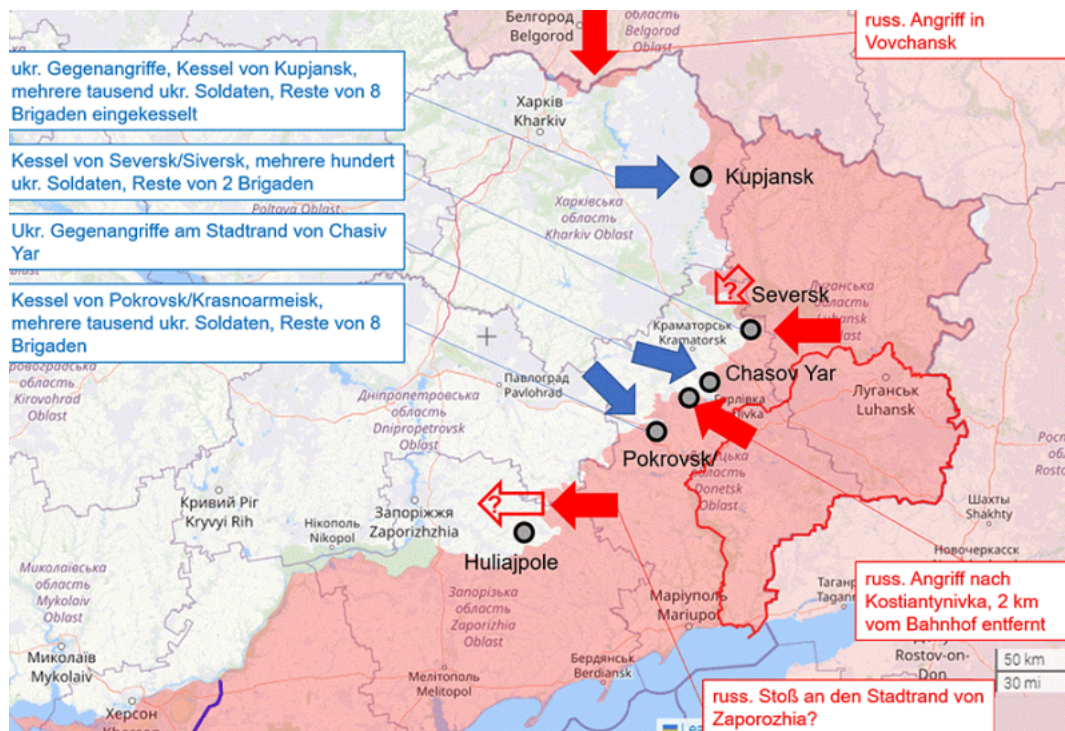 Белгород
Belgorod
область
Belgorod
Oblast
russ. Angriff in
Vovchansk
ukr. Gegenangriffe, Kessel von Kupjansk,
mehrere tausend ukr. Soldaten, Reste von 8
Brigaden eingekesselt
Харків
Kharkiv
Kupjansk
Kessel von Seversk/Siversk, mehrere hundert
ukr. Soldaten, Reste von 2 Brigaden
Poltava Oblast
Харківська
область
Kharkiv Oblast
Ukr. Gegenangriffe am Stadtrand von Chasiv
Yar
Kessel von Pokrovsk/Krasnoarmeisk,
mehrere tausend ukr. Soldaten, Reste von 8
Brigaden
?
Seversk
Луганська
область
Luhansk
Краматорськ
Kramatorsk
область
Kirovohrad
Oblast
Павлоград
Pavlohrad
Дніпропетровська
область
Dnipropetrovsk
Oblast
Chasov Yar
Горлівка
Луганськ
Luhansk
Pokrovsk/
область
Donetsk
Oblast
Кривий Ріг
Kryvyi Rih
Нікополь
Nikopol
Запоріжжя
Zaporizhzhia
?
Huliajpole
Шахты
Shakhty
Новочеркасск
Миколаївська
область
Mykolaiv
Oblast
Запорізька
область
Zaporizhia
Oblast
Маріуполь
Mariupol
russ. Angriff nach
Kostiantynivka, 2 km
vom Bahnhof entfernt
Миколаїв
Mykolaiv
Мелітополь
Melitopol
Бердянськ
Berdiansk
Rostov-on-
Don
50 km
30 mi
Херсон
russ. Stoß an den Stadtrand von
Zaporozhia?